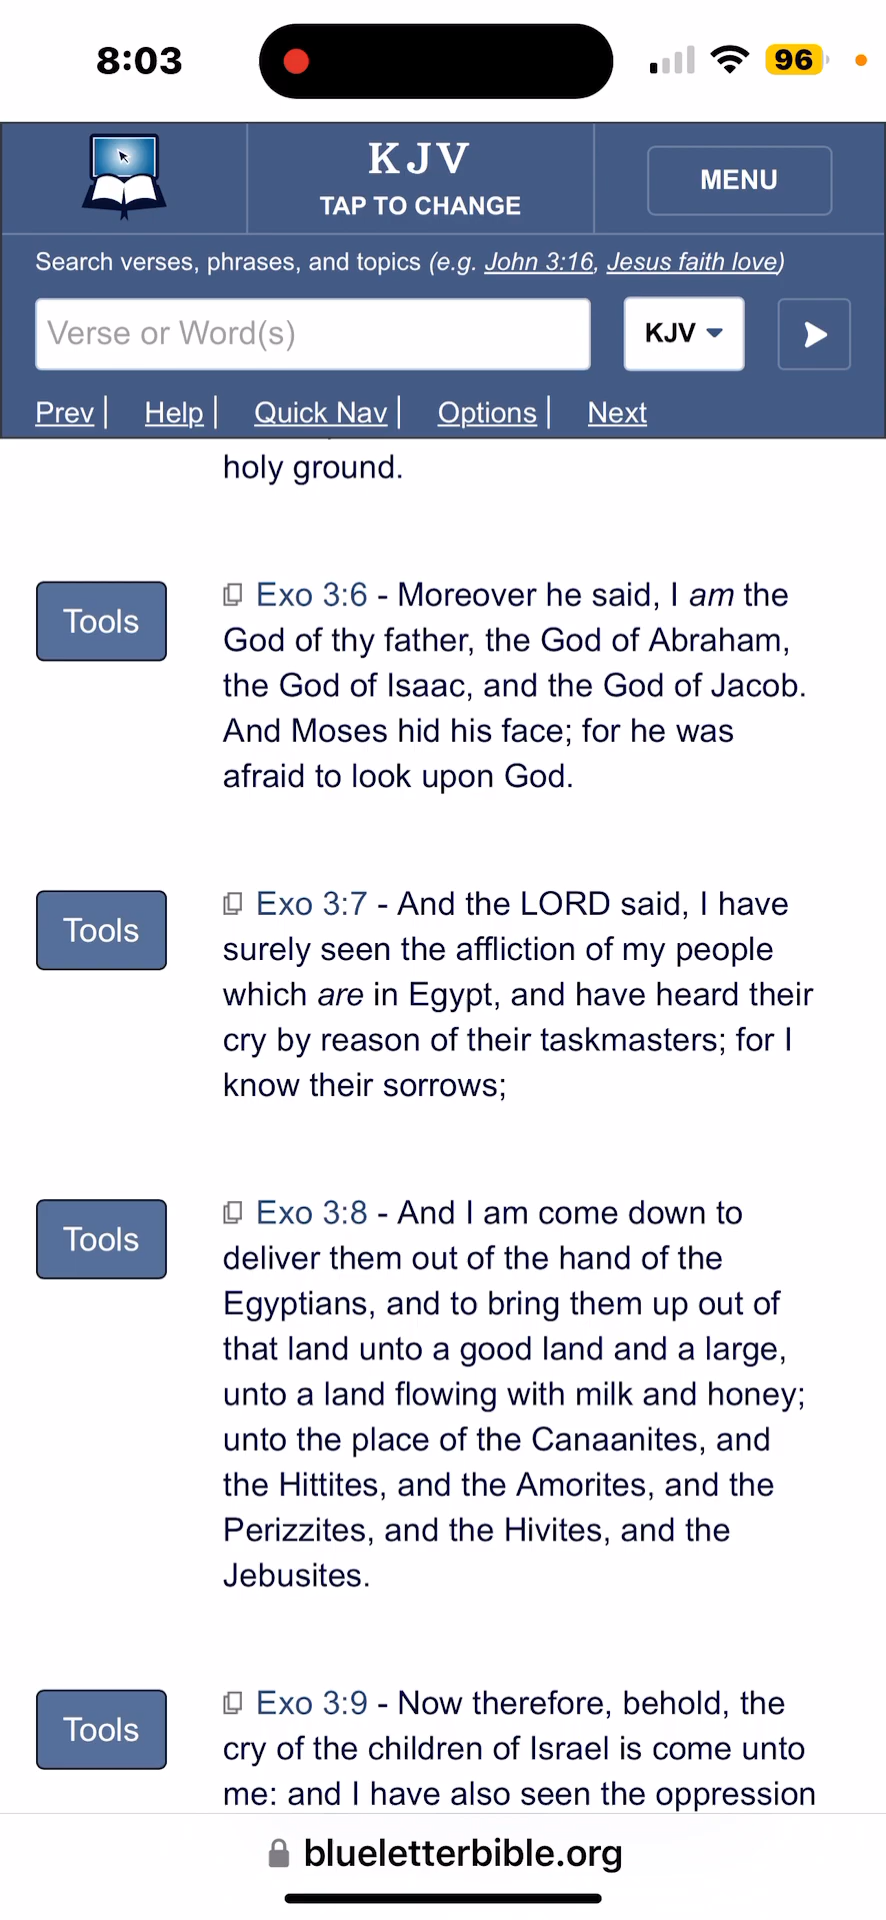 8:03
96
KJV
TAP TO CHANGE
MENU
Search verses, phrases, and topics (e.g. John 3:16, Jesus faith love)
Verse or Word(s)
KJV
Prev | Help | Quick Nav | Options | Next
holy ground.
Tools
Exo 3:6 - Moreover he said, I am the
God of thy father, the God of Abraham,
the God of Isaac, and the God of Jacob.
And Moses hid his face; for he was
afraid to look upon God.
Tools
Exo 3:7 - And the LORD said, I have
surely seen the affliction of my people
which are in Egypt, and have heard their
cry by reason of their taskmasters; for I
know their sorrows;
Tools
Exo 3:8 - And I am come down to
deliver them out of the hand of the
Egyptians, and to bring them up out of
that land unto a good land and a large,
unto a land flowing with milk and honey;
unto the place of the Canaanites, and
the Hittites, and the Amorites, and the
Perizzites, and the Hivites, and the
Jebusites.
Tools
Exo 3:9 - Now therefore, behold, the
cry of the children of Israel is come unto
me: and I have also seen the oppression
blueletterbible.org